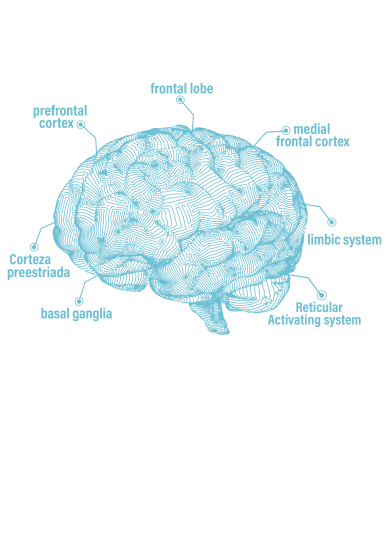 frontal lobe
prefrontal
cortex
medial
frontal cortex
limbic system
Corteza
preestriada
basal ganglia
Reticular
Activating system